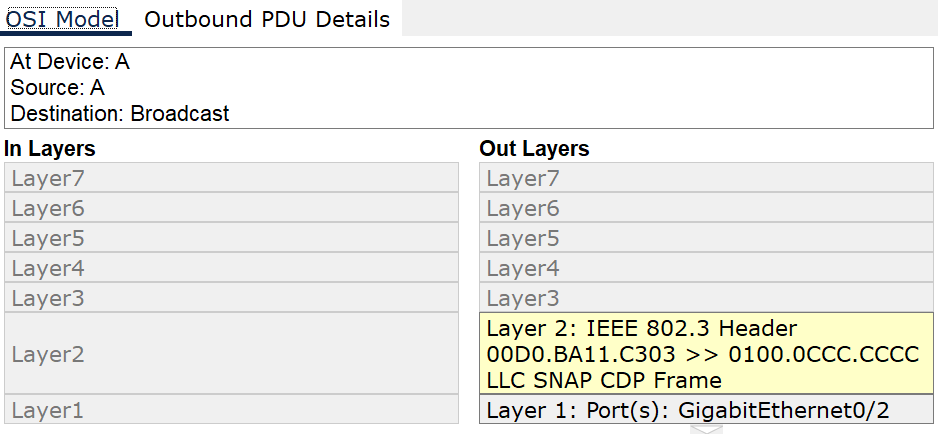 OSI Model Outbound PDU Details
At Device: A
Source: A
Destination: Broadcast
In Layers
Layer7
Layer6
Layer5
Layer4
Layer3
Layer2
Layer1
Out Layers
Layer7
Layer6
Layer5
Layer4
Layer3
Layer 2: IEEE 802.3 Header
00D0.BA11.C303 >> 0100.0CCC.CCCC
LLC SNAP CDP Frame
Layer 1: Port(s): GigabitEthernet0/2